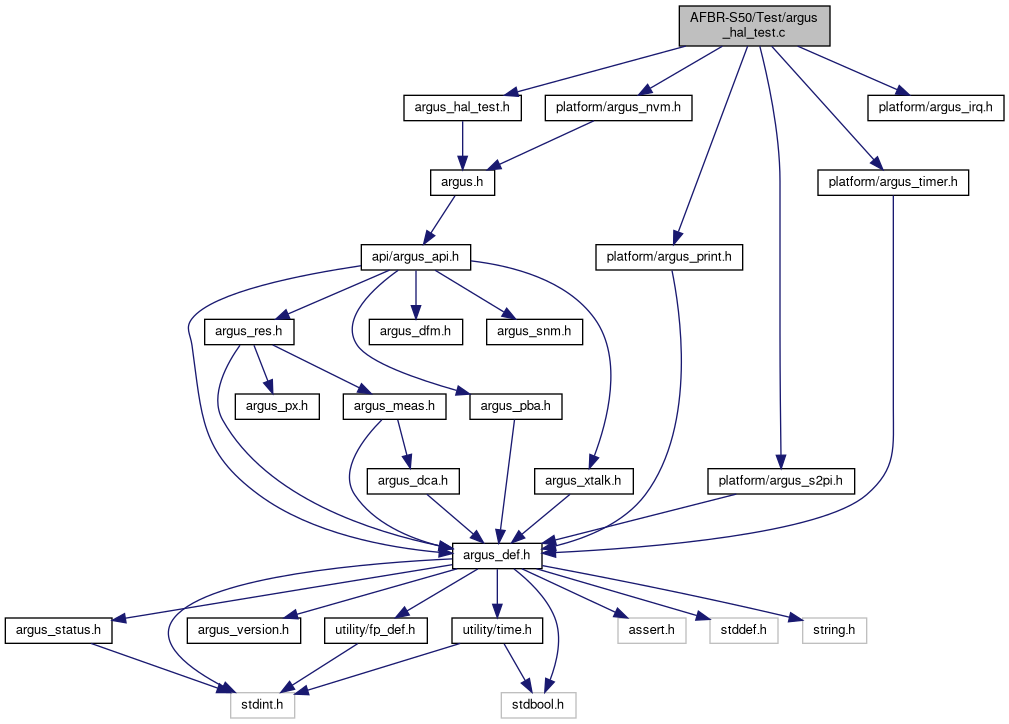 AFBR-S50/Test/argus
_hal_test.c
argus_hal_test.h
platform/argus_nvm.h
platform/argus_irq.h
argus.h
platform/argus_timer.h
api/argus_api.h
platform/argus_print.h
argus_res.h
argus_dfm.h
argus_snm.h
argus_px.h
argus_meas.h
argus_pba.h
argus_dca.h
argus_xtalk.h
platform/argus_s2pi.h
argus_def.h
argus_status.h
argus_version.h
utility/fp_def.h
utility/time.h
assert.h
stddef.h
string.h
stdint.h
stdbool.h